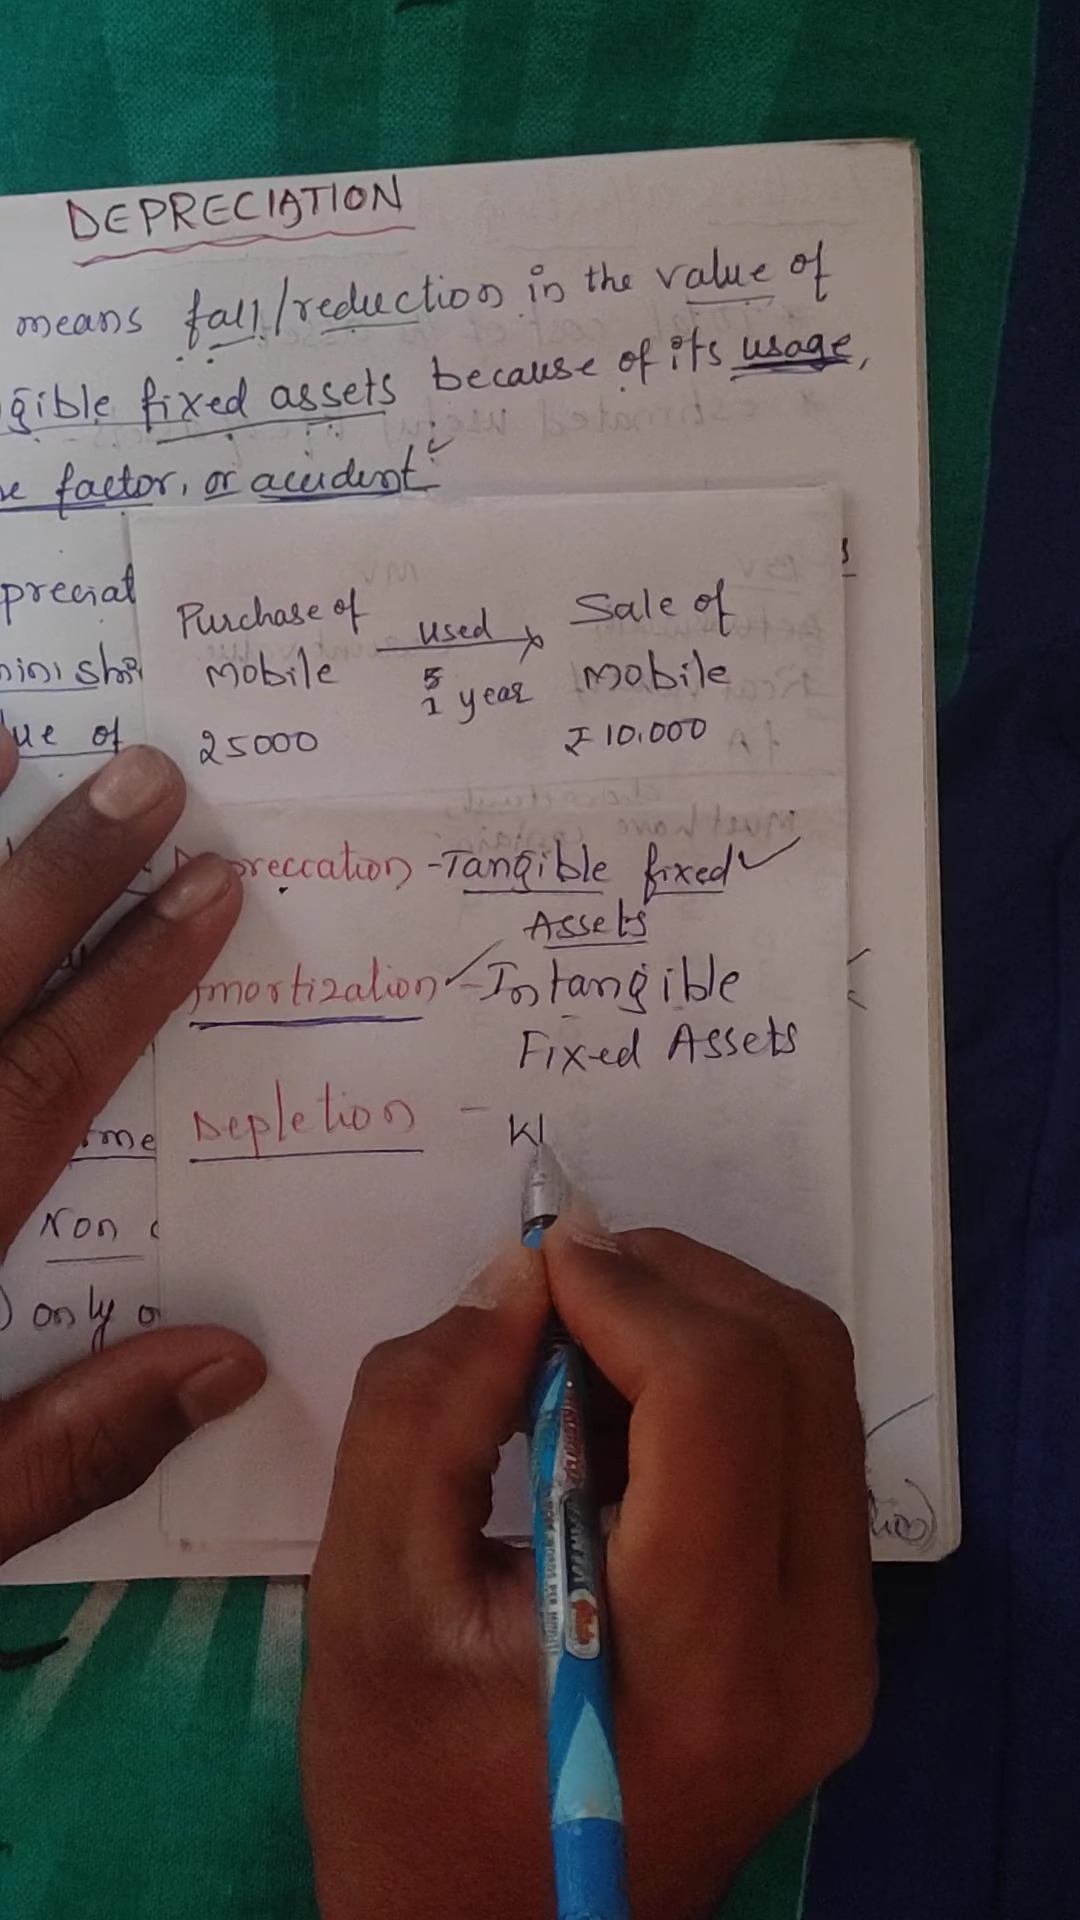 DEPRECIATION
means fall/reduction in the value of
gible fixed assets because of its usage,
factor, or accident
preciat
Purchase of used Sale of
Mobile 1 year Mobile
25000 ₹10,000
ue of
preccation - Tangible fixed
Assets
mortization - Intangible
Fixed Assets
Depletion -
me
Non
only